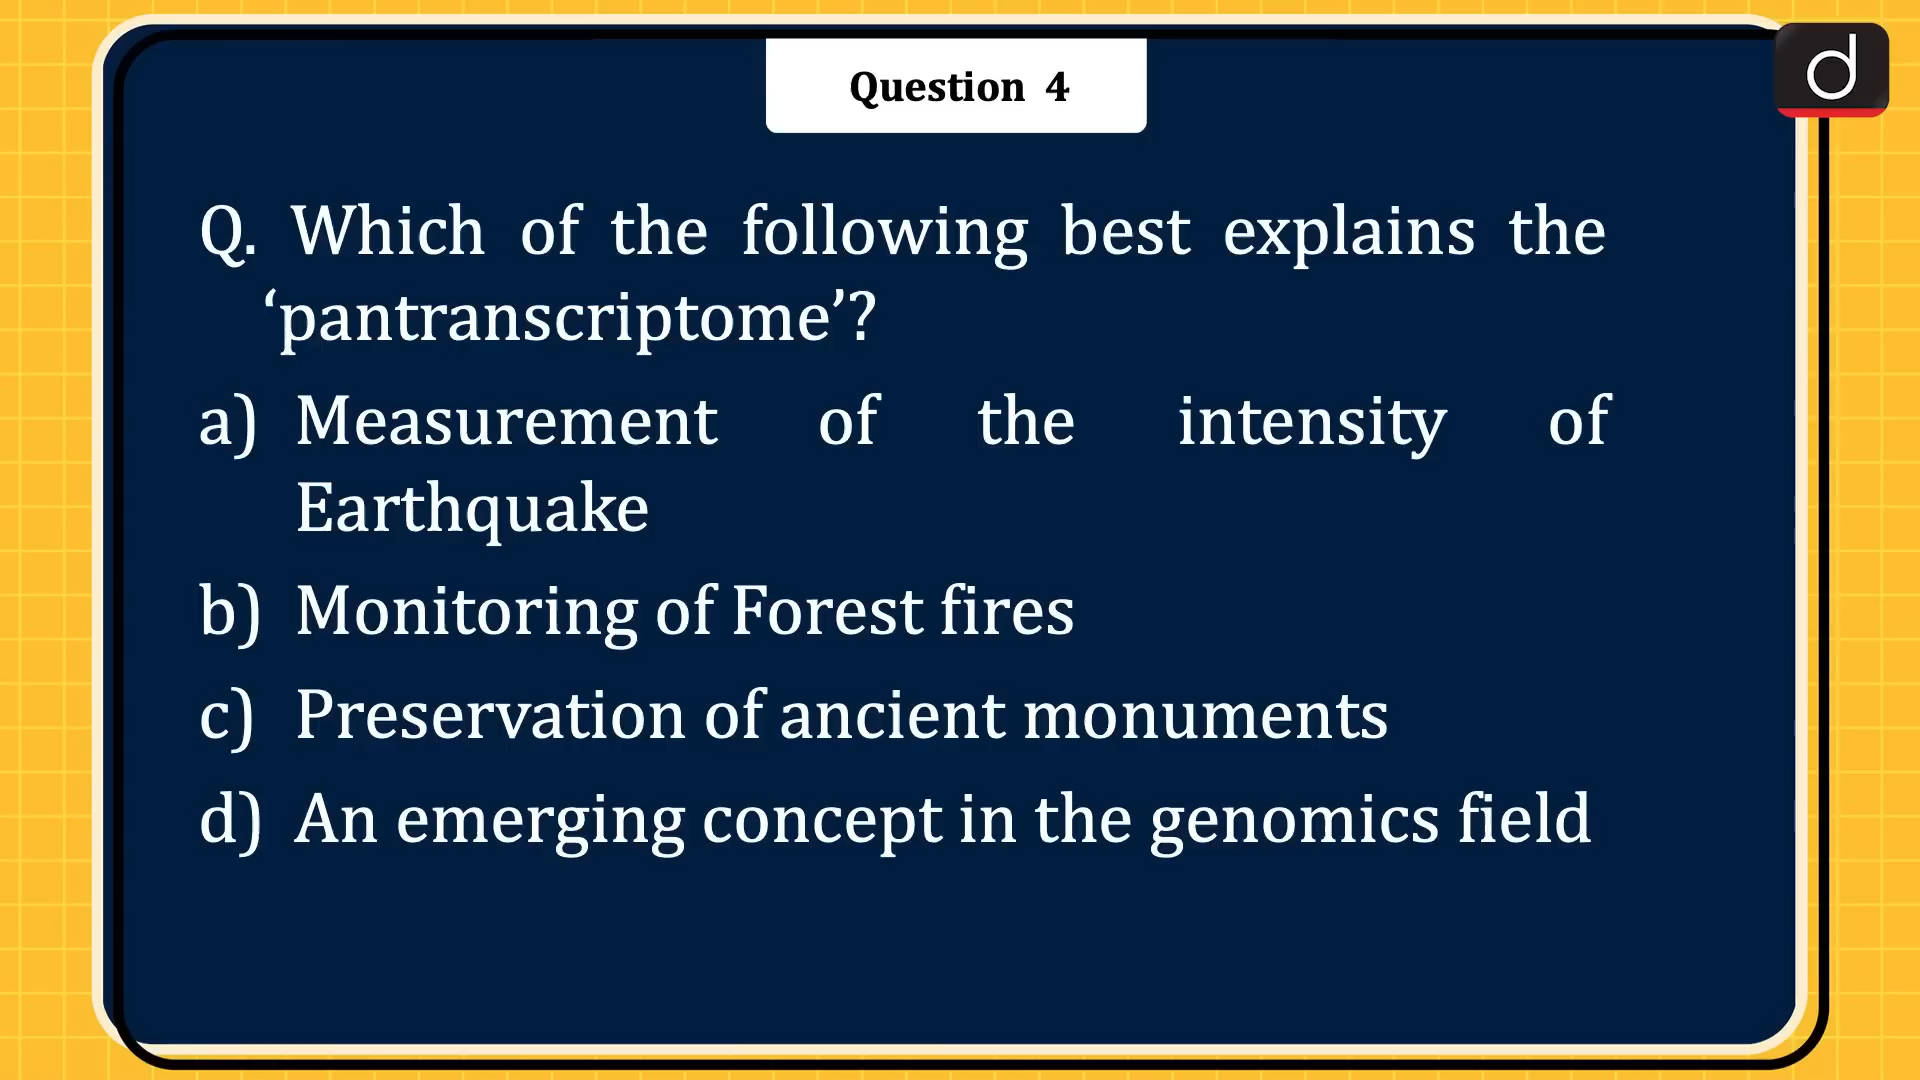 Question 4
Q. Which of the following best explains the
‘pantranscriptome’?
a) Measurement of the intensity of
Earthquake
b) Monitoring of Forest fires
c) Preservation of ancient monuments
d) An emerging concept in the genomics field
d